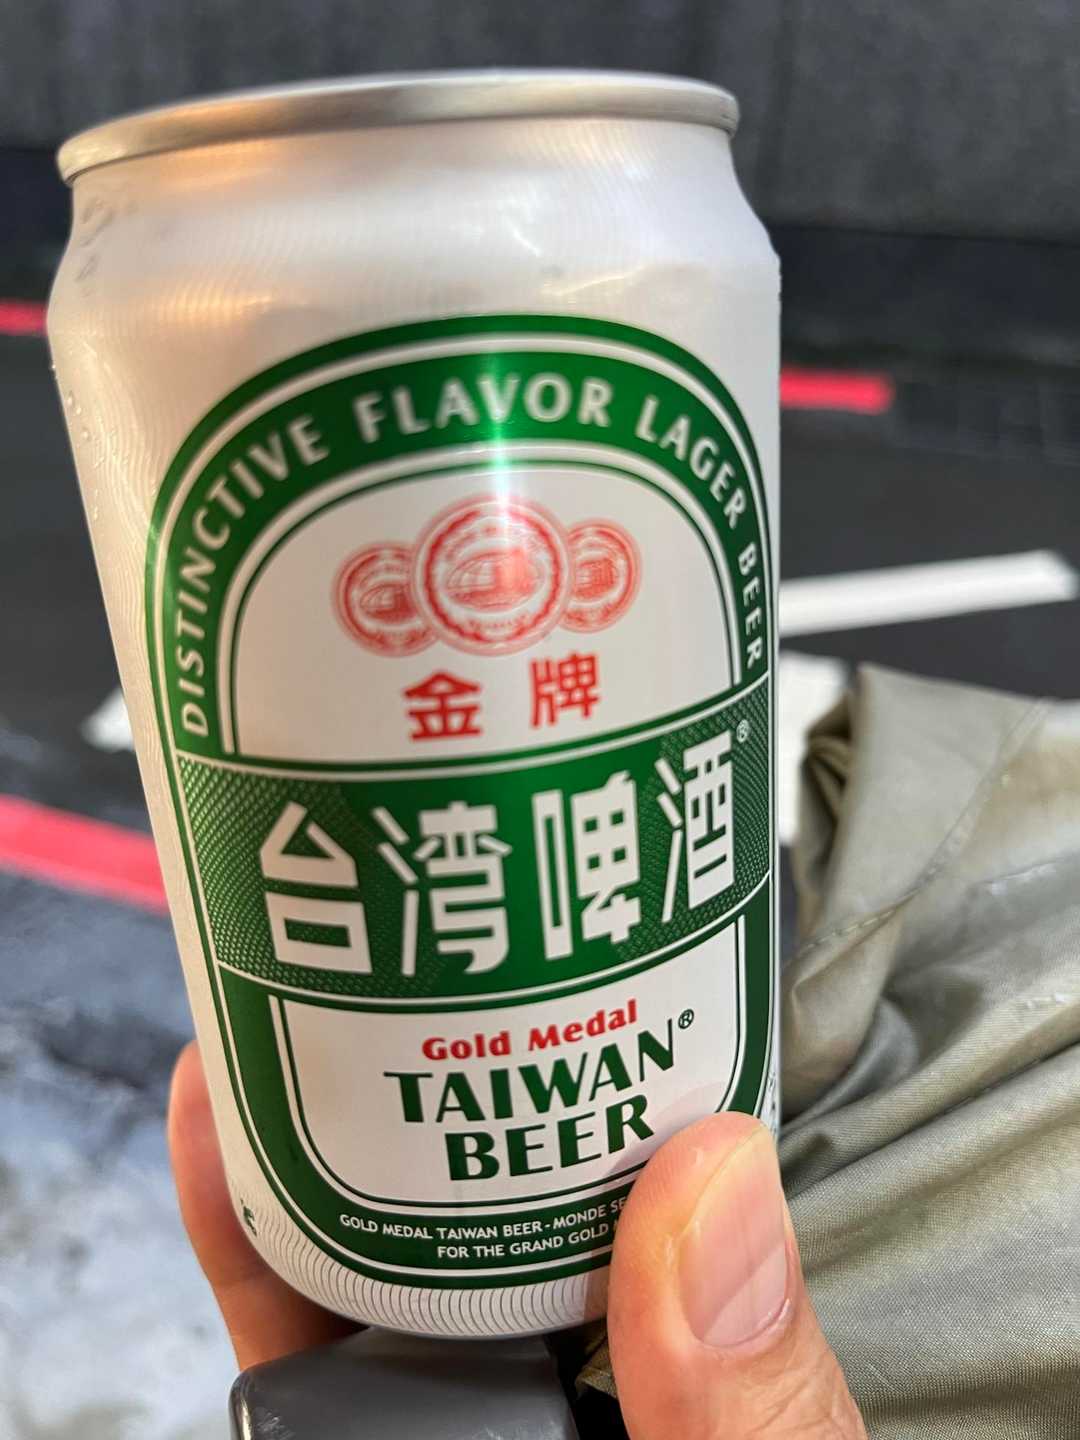 DISTINCTIVE FLAVOR LAGER BEER
金牌
台湾啤酒®
Gold Medal
TAIWAN®
BEER
GOLD MEDAL TAIWAN BEER-MONDE
FOR THE GRAND GOLD